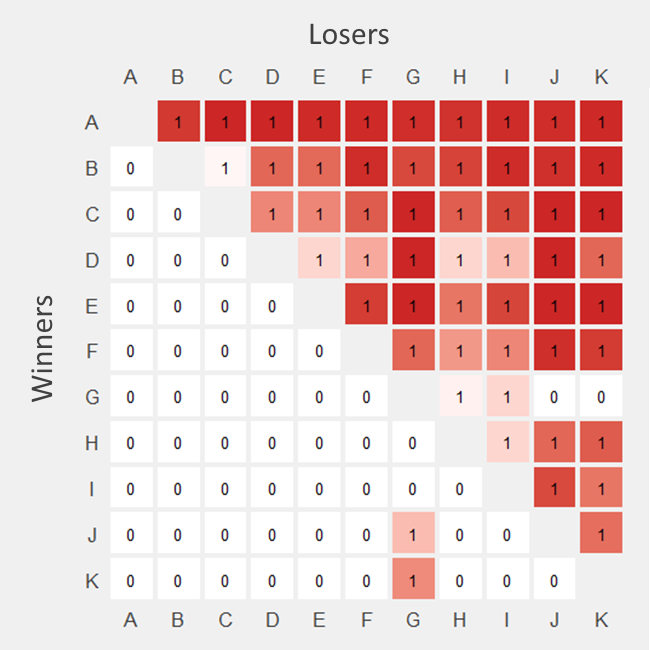 Losers
A B C D E F G H I J K
A 1 1 1 1 1 1 1 1 1 1
B 0 1 1 1 1 1 1 1 1 1
C 0 0 1 1 1 1 1 1 1 1
D 0 0 0 1 1 1 1 1 1 1
E 0 0 0 0 1 1 1 1 1 1
F 0 0 0 0 0 1 1 1 1 1
G 0 0 0 0 0 0 1 1 0 0
H 0 0 0 0 0 0 0 1 1 1
I 0 0 0 0 0 0 0 0 1 1
J 0 0 0 0 0 0 1 0 0 1
K 0 0 0 0 0 0 1 0 0 0
A B C D E F G H I J K
Winners